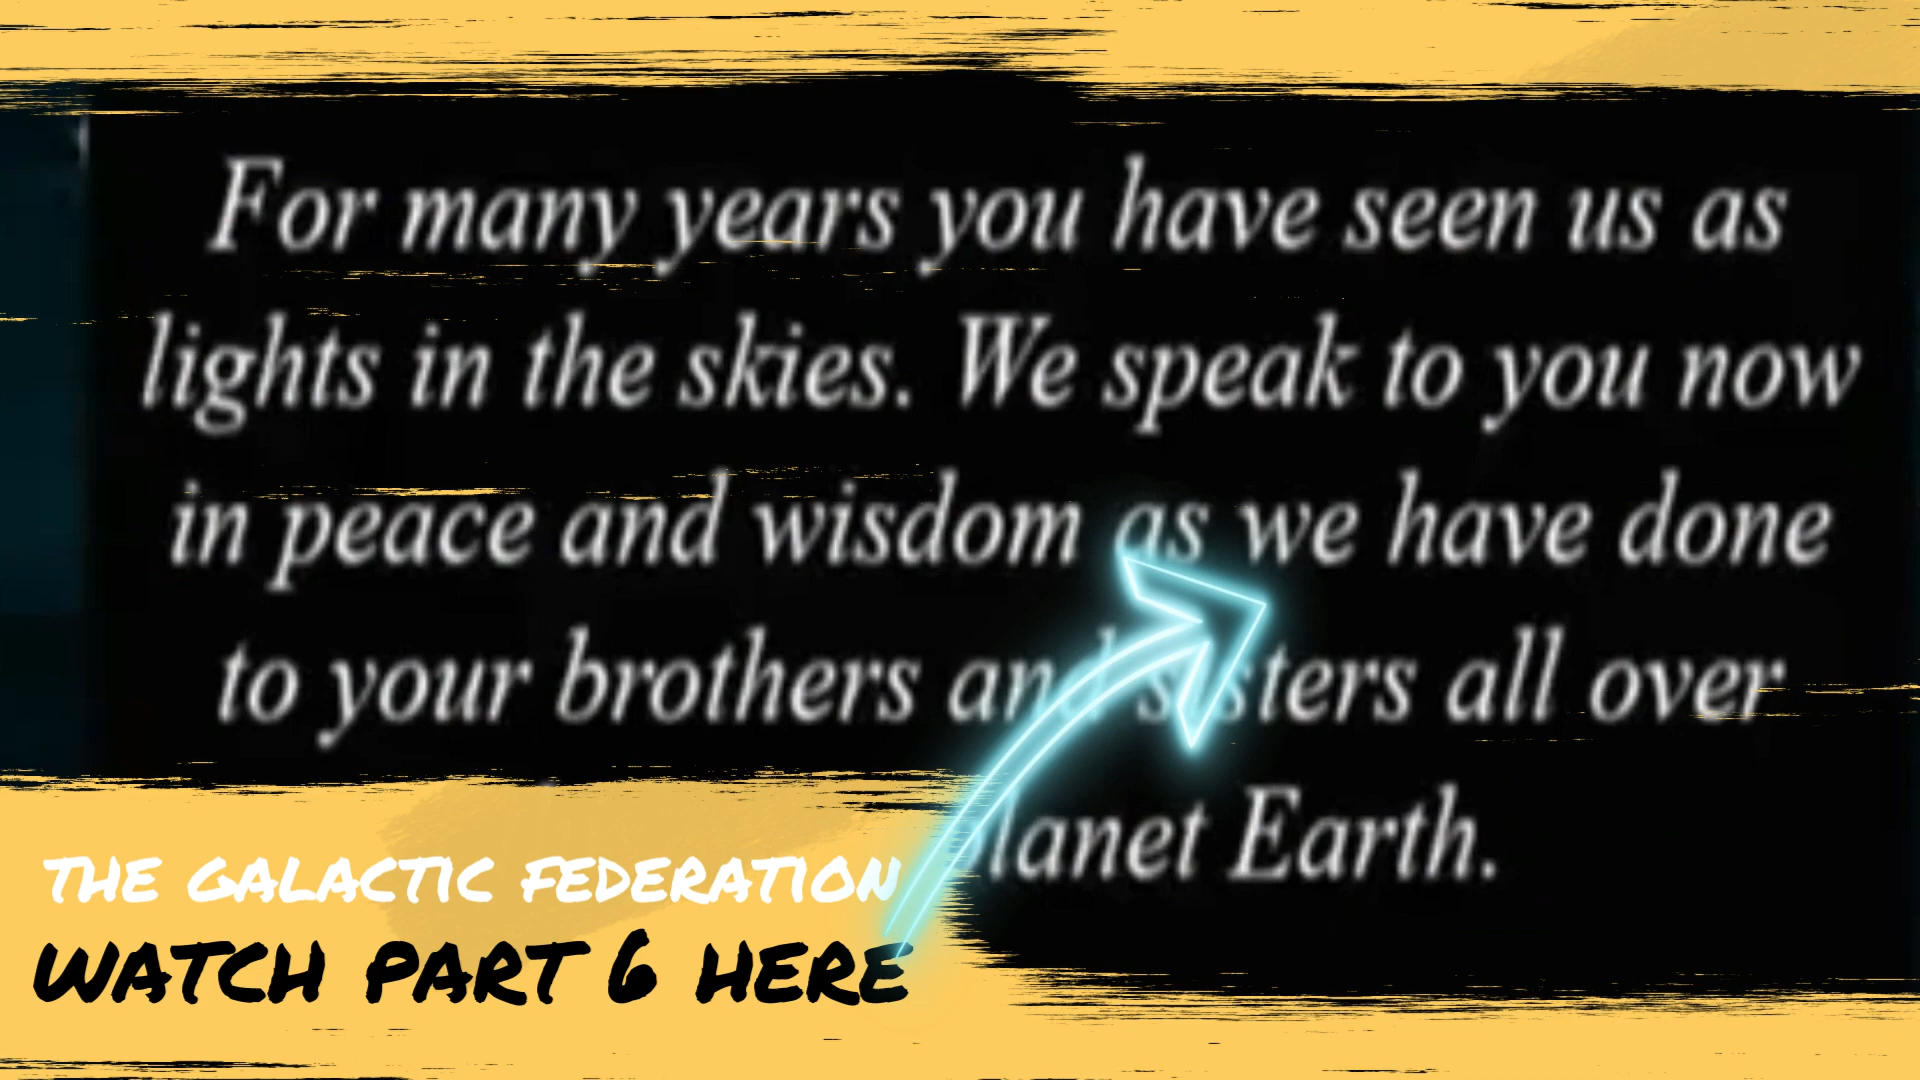 For many years you have seen us as
lights in the skies. We speak to you now
in peace and wisdom as we have done
to your brothers and sisters all over
lanet Earth.
THE GALACTIC FEDERATION
WATCH PART 6 HERE